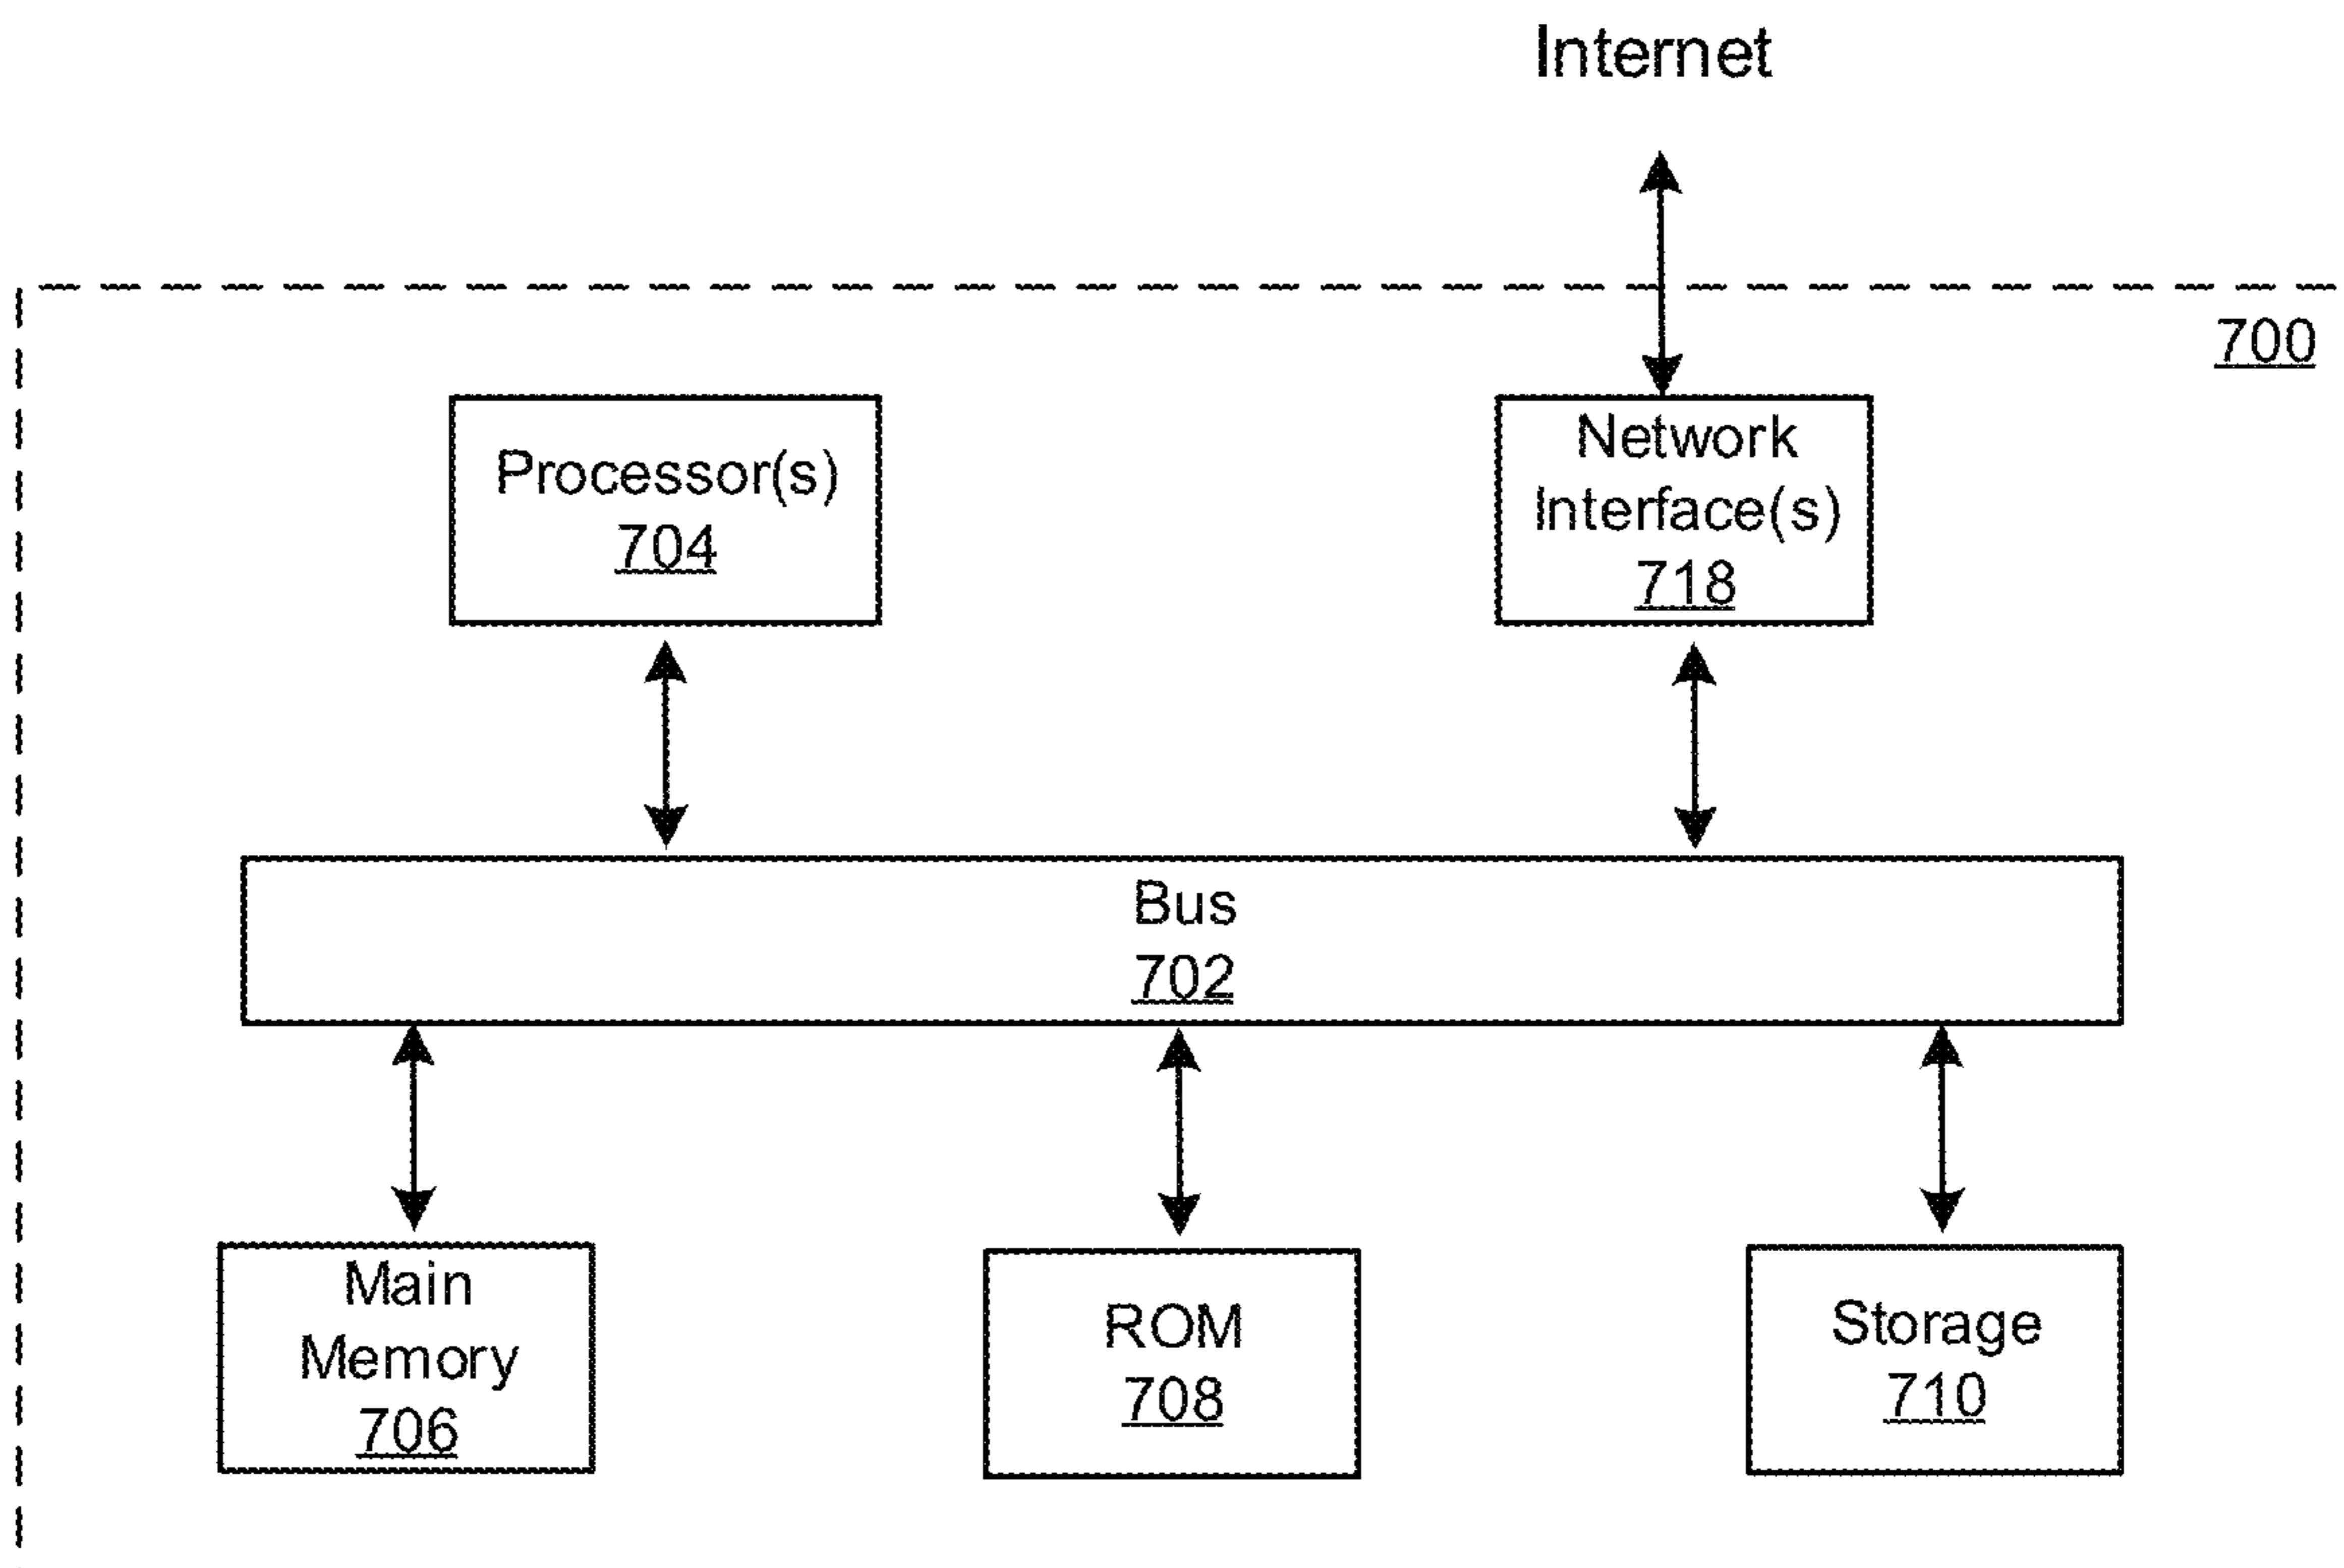 Internet
700
Processor(s)
704
Network
Interface(s)
718
Bus
702
Main
Memory
706
ROM
708
Storage
710